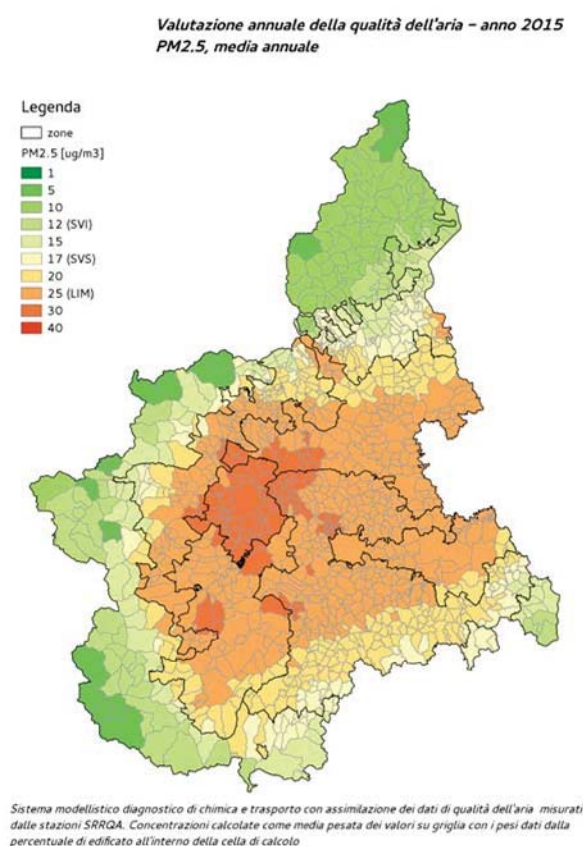 Valutazione annuale della qualità dell'aria – anno 2015
PM2.5, media annuale
Legenda
zone
PM2.5 [ug/m3]
1
5
10
12 (SVI)
15
17 (SVS)
20
25 (LIM)
30
40
Sistema modellistico diagnostico di chimica e trasporto con assimilazione dei dati di qualità dell'aria misurati
dalle stazioni SRRQA. Concentrazioni calcolate come media pesata dei valori su griglia con i pesi dati dalla
percentuale di edificato all'interno della cella di calcolo